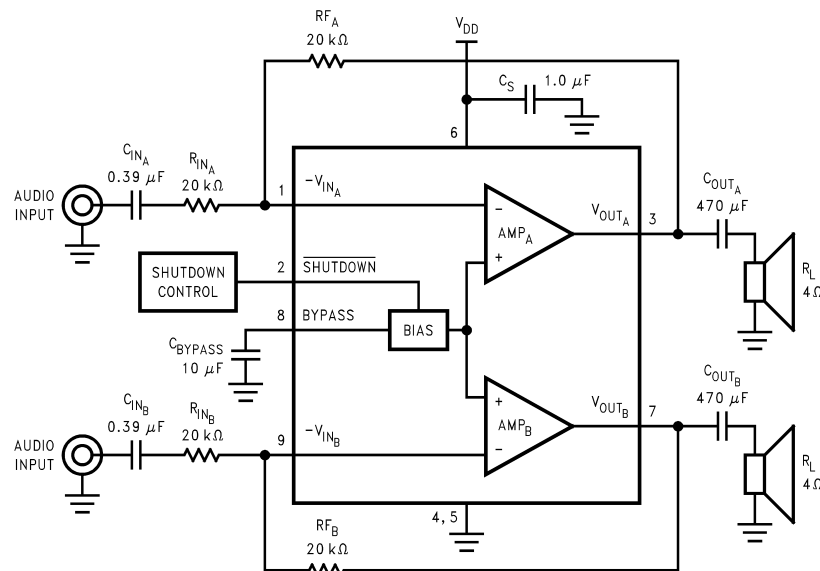 RF_A
20 kΩ
V_DD
C_S 1.0 µF
6
C_IN_A
0.39 µF
R_IN_A
20 kΩ
AUDIO
INPUT
1
-V_IN_A
-
AMP_A
+
V_OUT_A
3
C_OUT_A
470 µF
R_L
4Ω
SHUTDOWN
CONTROL
2
SHUTDOWN
8
BYPASS
BIAS
C_BYPASS
10 µF
C_IN_B
0.39 µF
R_IN_B
20 kΩ
AUDIO
INPUT
9
-V_IN_B
+
AMP_B
-
V_OUT_B
7
C_OUT_B
470 µF
R_L
4Ω
4, 5
RF_B
20 kΩ